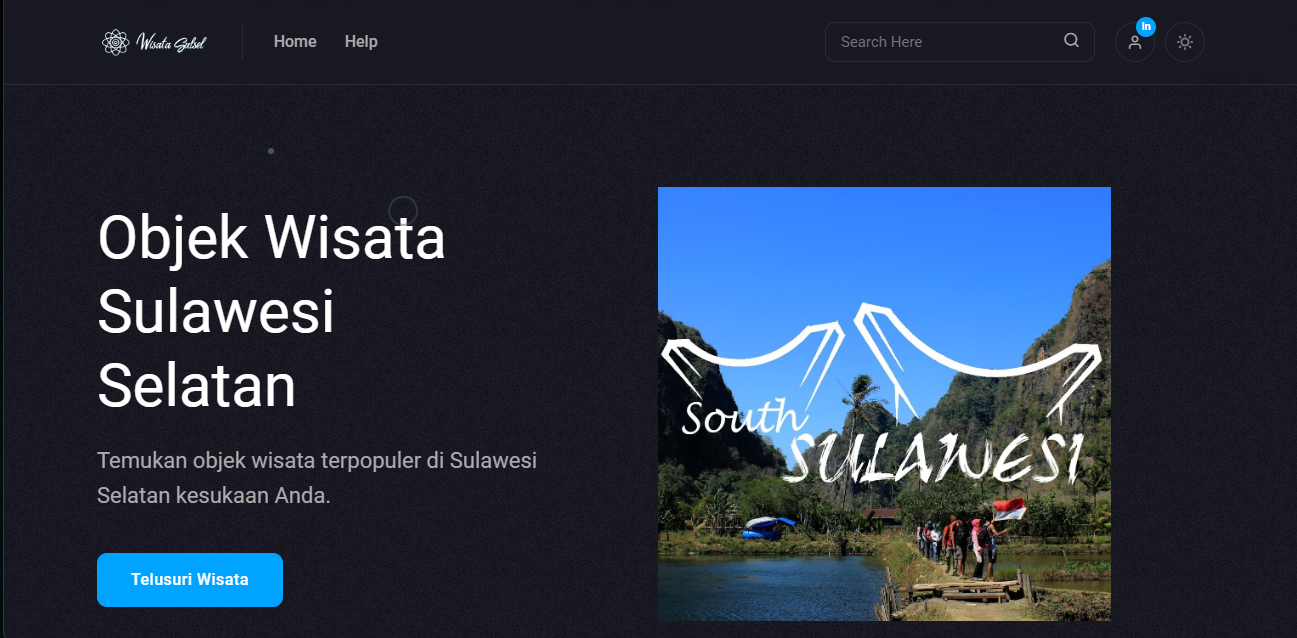 Wisata Sulsel
Home
Help
Search Here
in
Objek Wisata
Sulawesi
Selatan
Temukan objek wisata terpopuler di Sulawesi
Selatan kesukaan Anda.
Telusuri Wisata
South
SULAWESI